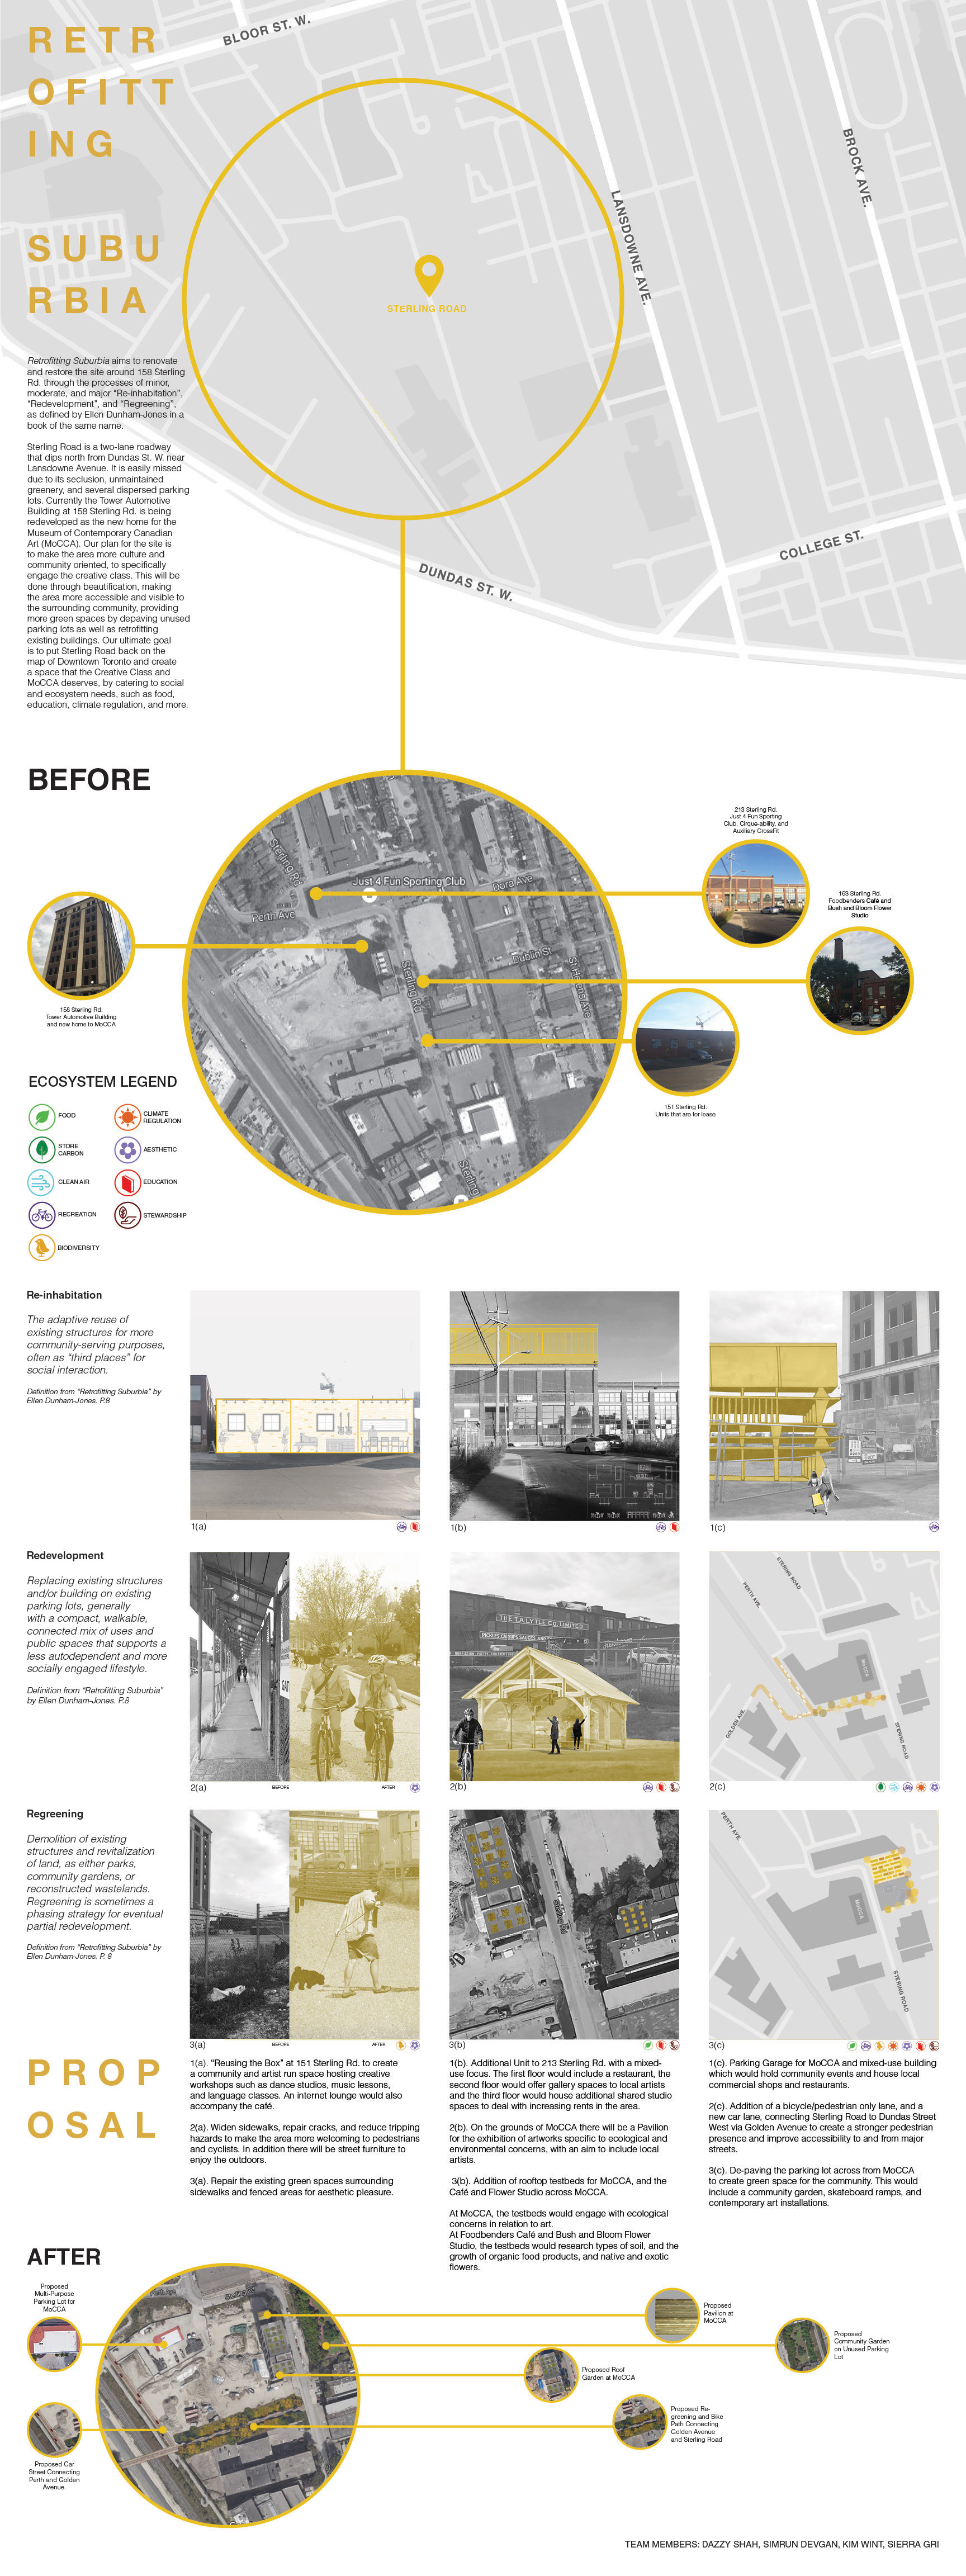 RETR
OFITT
ING
SUBU
RBIA
BLOOR ST. W.
BROCK AVE.
LANSDOWNE AVE.
STERLING ROAD
COLLEGE ST.
DUNDAS ST. W.
Retrofitting Suburbia aims to renovate
and restore the site around 158 Sterling
Rd. through the processes of minor,
moderate, and major “Re-inhabitation”,
“Redevelopment”, and “Regreening”,
as defined by Ellen Dunham-Jones in a
book of the same name.
Sterling Road is a two-lane roadway
that dips north from Dundas St. W. near
Lansdowne Avenue. It is easily missed
due to its seclusion, unmaintained
greenery, and several dispersed parking
lots. Currently the Tower Automotive
Building at 158 Sterling Rd. is being
redeveloped as the new home for the
Museum of Contemporary Canadian
Art (MoCCA). Our plan for the site is
to make the area more culture and
community oriented, to specifically
engage the creative class. This will be
done through beautification, making
the area more accessible and visible to
the surrounding community, providing
more green spaces by depaving unused
parking lots as well as retrofitting
existing buildings. Our ultimate goal
is to put Sterling Road back on the
map of Downtown Toronto and create
a space that the Creative Class and
MoCCA deserves, by catering to social
and ecosystem needs, such as food,
education, climate regulation, and more.
BEFORE
213 Sterling Rd.
Just 4 Fun Sporting
Club, Cirque-ability, and
Auxiliary CrossFit
163 Sterling Rd.
Foodbenders Café and
Bush and Bloom Flower
Studio
Sterling Rd
Just 4 Fun Sporting Club
Dora Ave
Perth Ave
Dublin St
Sterling Rd
St Helens Ave
Sterling
158 Sterling Rd.
Tower Automotive Building
and new home to MoCCA
151 Sterling Rd.
Units that are for lease
ECOSYSTEM LEGEND
FOOD
CLIMATE
REGULATION
STORE
CARBON
AESTHETIC
CLEAN AIR
EDUCATION
RECREATION
STEWARDSHIP
BIODIVERSITY
Re-inhabitation
The adaptive reuse of
existing structures for more
community-serving purposes,
often as “third places” for
social interaction.
Definition from “Retrofitting Suburbia” by
Ellen Dunham-Jones. P.8
1(a)
1(b)
1(c)
Redevelopment
Replacing existing structures
and/or building on existing
parking lots, generally
with a compact, walkable,
connected mix of uses and
public spaces that supports a
less autodependent and more
socially engaged lifestyle.
Definition from “Retrofitting Suburbia”
by Ellen Dunham-Jones. P.8
GATE
2(a)
BEFORE
AFTER
THE T.A. LYTLE CO. LIMITED
2(b)
STERING ROAD
PERTH AVE.
MoCCA
GOLDEN AVE.
STERING ROAD
2(c)
Regreening
Demolition of existing
structures and revitalization
of land, as either parks,
community gardens, or
reconstructed wastelands.
Regreening is sometimes a
phasing strategy for eventual
partial redevelopment.
Definition from “Retrofitting Suburbia” by
Ellen Dunham-Jones. P. 8
3(a)
BEFORE
AFTER
3(b)
PERTH AVE.
MoCCA
STERING ROAD
3(c)
PROP
OSAL
1(a). “Reusing the Box” at 151 Sterling Rd. to create
a community and artist run space hosting creative
workshops such as dance studios, music lessons,
and language classes. An internet lounge would also
accompany the café.
2(a). Widen sidewalks, repair cracks, and reduce tripping
hazards to make the area more welcoming to pedestrians
and cyclists. In addition there will be street furniture to
enjoy the outdoors.
3(a). Repair the existing green spaces surrounding
sidewalks and fenced areas for aesthetic pleasure.
1(b). Additional Unit to 213 Sterling Rd. with a mixed-
use focus. The first floor would include a restaurant, the
second floor would offer gallery spaces to local artists
and the third floor would house additional shared studio
spaces to deal with increasing rents in the area.
2(b). On the grounds of MoCCA there will be a Pavilion
for the exhibition of artworks specific to ecological and
environmental concerns, with an aim to include local
artists.
3(b). Addition of rooftop testbeds for MoCCA, and the
Café and Flower Studio across MoCCA.
At MoCCA, the testbeds would engage with ecological
concerns in relation to art.
At Foodbenders Café and Bush and Bloom Flower
Studio, the testbeds would research types of soil, and the
growth of organic food products, and native and exotic
flowers.
1(c). Parking Garage for MoCCA and mixed-use building
which would hold community events and house local
commercial shops and restaurants.
2(c). Addition of a bicycle/pedestrian only lane, and a
new car lane, connecting Sterling Road to Dundas Street
West via Golden Avenue to create a stronger pedestrian
presence and improve accessibility to and from major
streets.
3(c). De-paving the parking lot across from MoCCA
to create green space for the community. This would
include a community garden, skateboard ramps, and
contemporary art installations.
AFTER
Proposed
Multi-Purpose
Parking Lot for
MoCCA
Perth Ave
Proposed
Pavilion at
MoCCA
Proposed
Community Garden
on Unused Parking
Lot
Proposed Roof
Garden at MoCCA
Proposed Re-
greening and Bike
Path Connecting
Golden Avenue
and Sterling Road
Proposed Car
Street Connecting
Perth and Golden
Avenue.
TEAM MEMBERS: DAZZY SHAH, SIMRUN DEVGAN, KIM WINT, SIERRA GRI